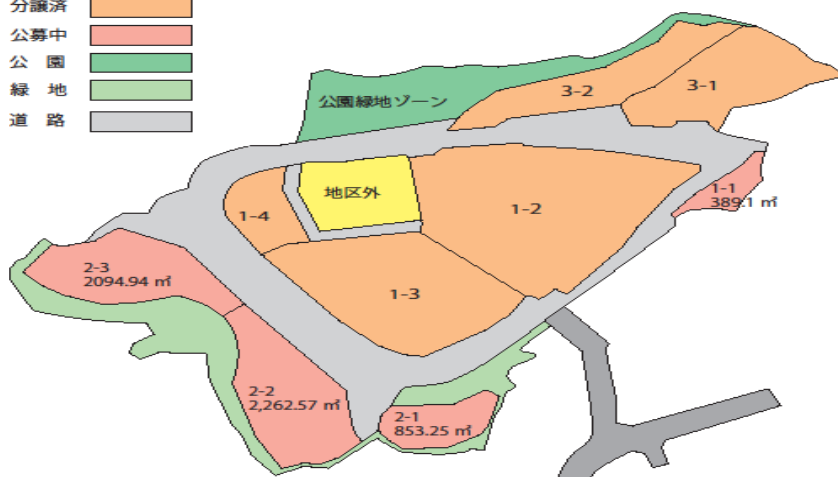 分譲済
公募中
公 園
緑 地
道 路
公園緑地ゾーン
3-2
3-1
地区外
1-1
389.1 ㎡
1-4
1-2
2-3
2094.94 ㎡
1-3
2-2
2,262.57 ㎡
2-1
853.25 ㎡